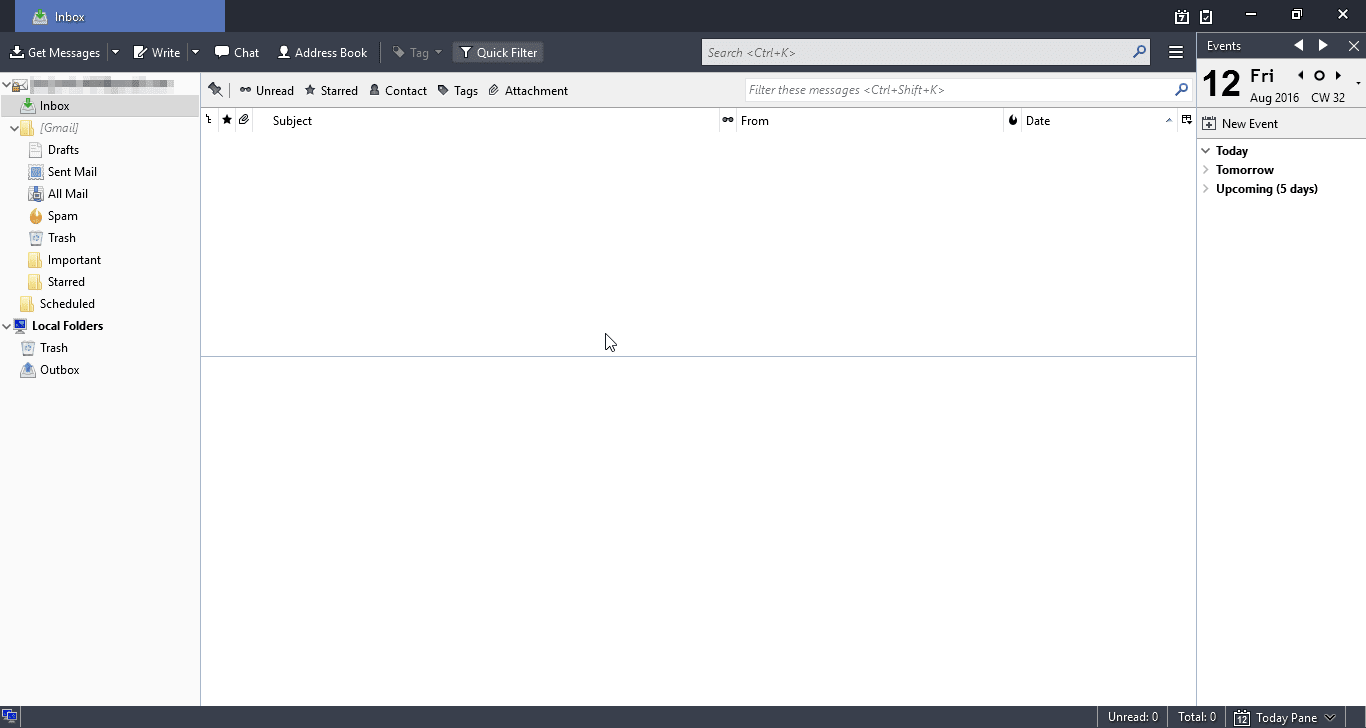 Inbox
Get Messages Write Chat Address Book Tag Quick Filter Search <Ctrl+K>
Events
12 Fri
Aug 2016 CW 32
New Event
Today
Tomorrow
Upcoming (5 days)
Unread Starred Contact Tags Attachment Filter these messages <Ctrl+Shift+K>
Subject From Date
Inbox
[Gmail]
Drafts
Sent Mail
All Mail
Spam
Trash
Important
Starred
Scheduled
Local Folders
Trash
Outbox
Unread: 0 Total: 0 12 Today Pane